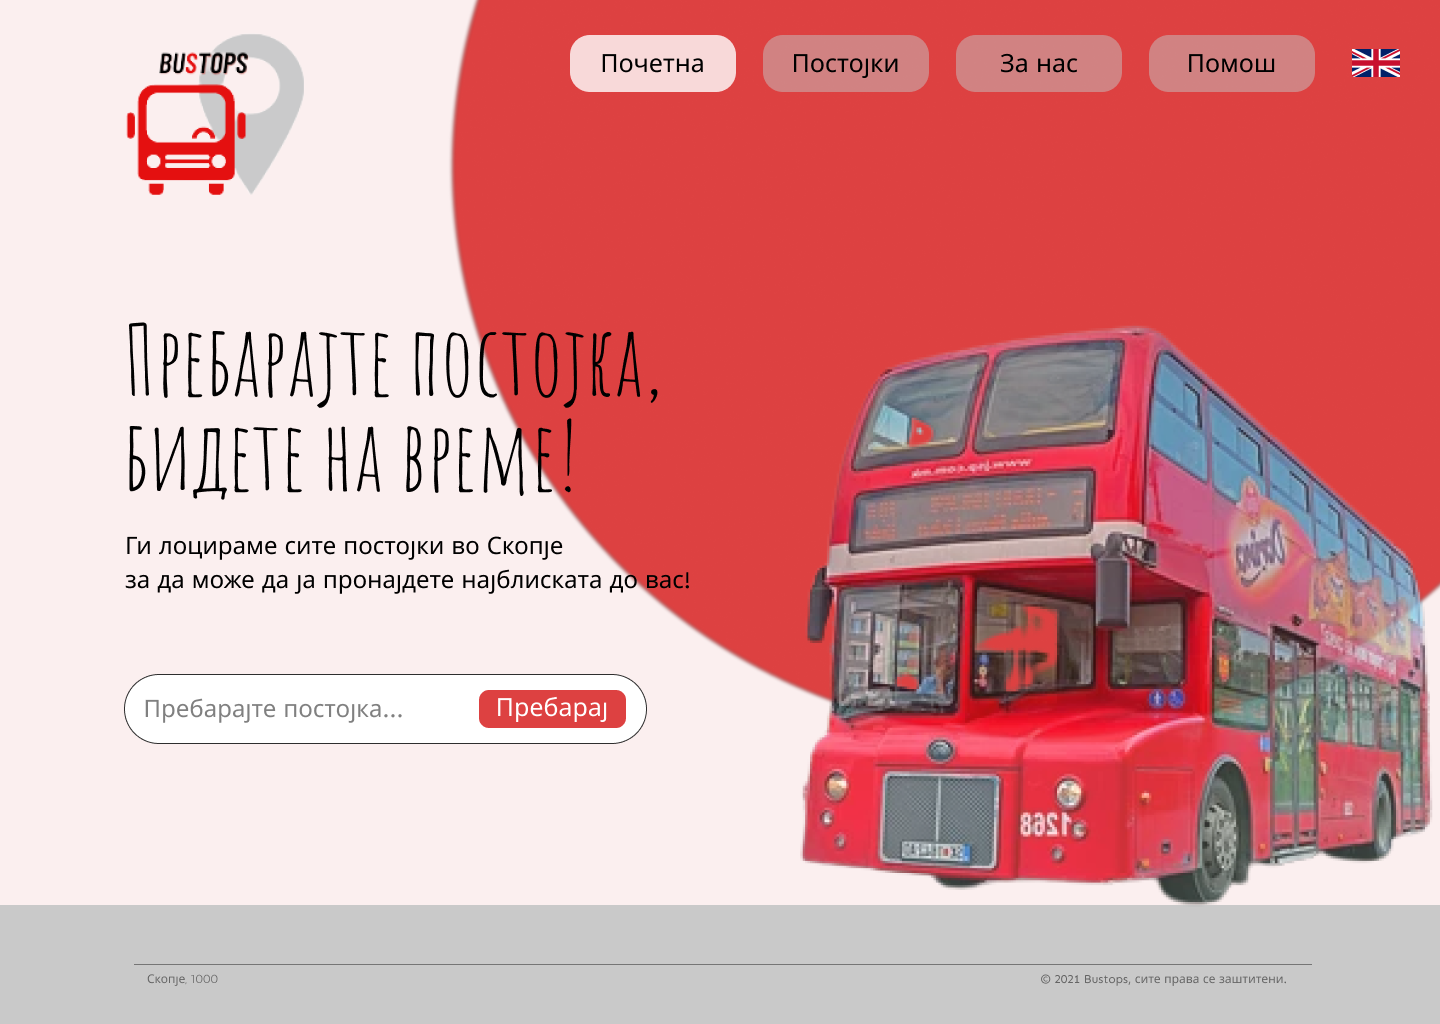 BUSTOPS
Почетна
Постојки
За нас
Помош
Пребарајте постојка,
бидете на време!
Ги лоцираме сите постојки во Скопје
за да може да ја пронајдете најблиската до вас!
Пребарајте постојка...
Пребарај
1268
Скопје, 1000
© 2021 Bustops, сите права се заштитени.